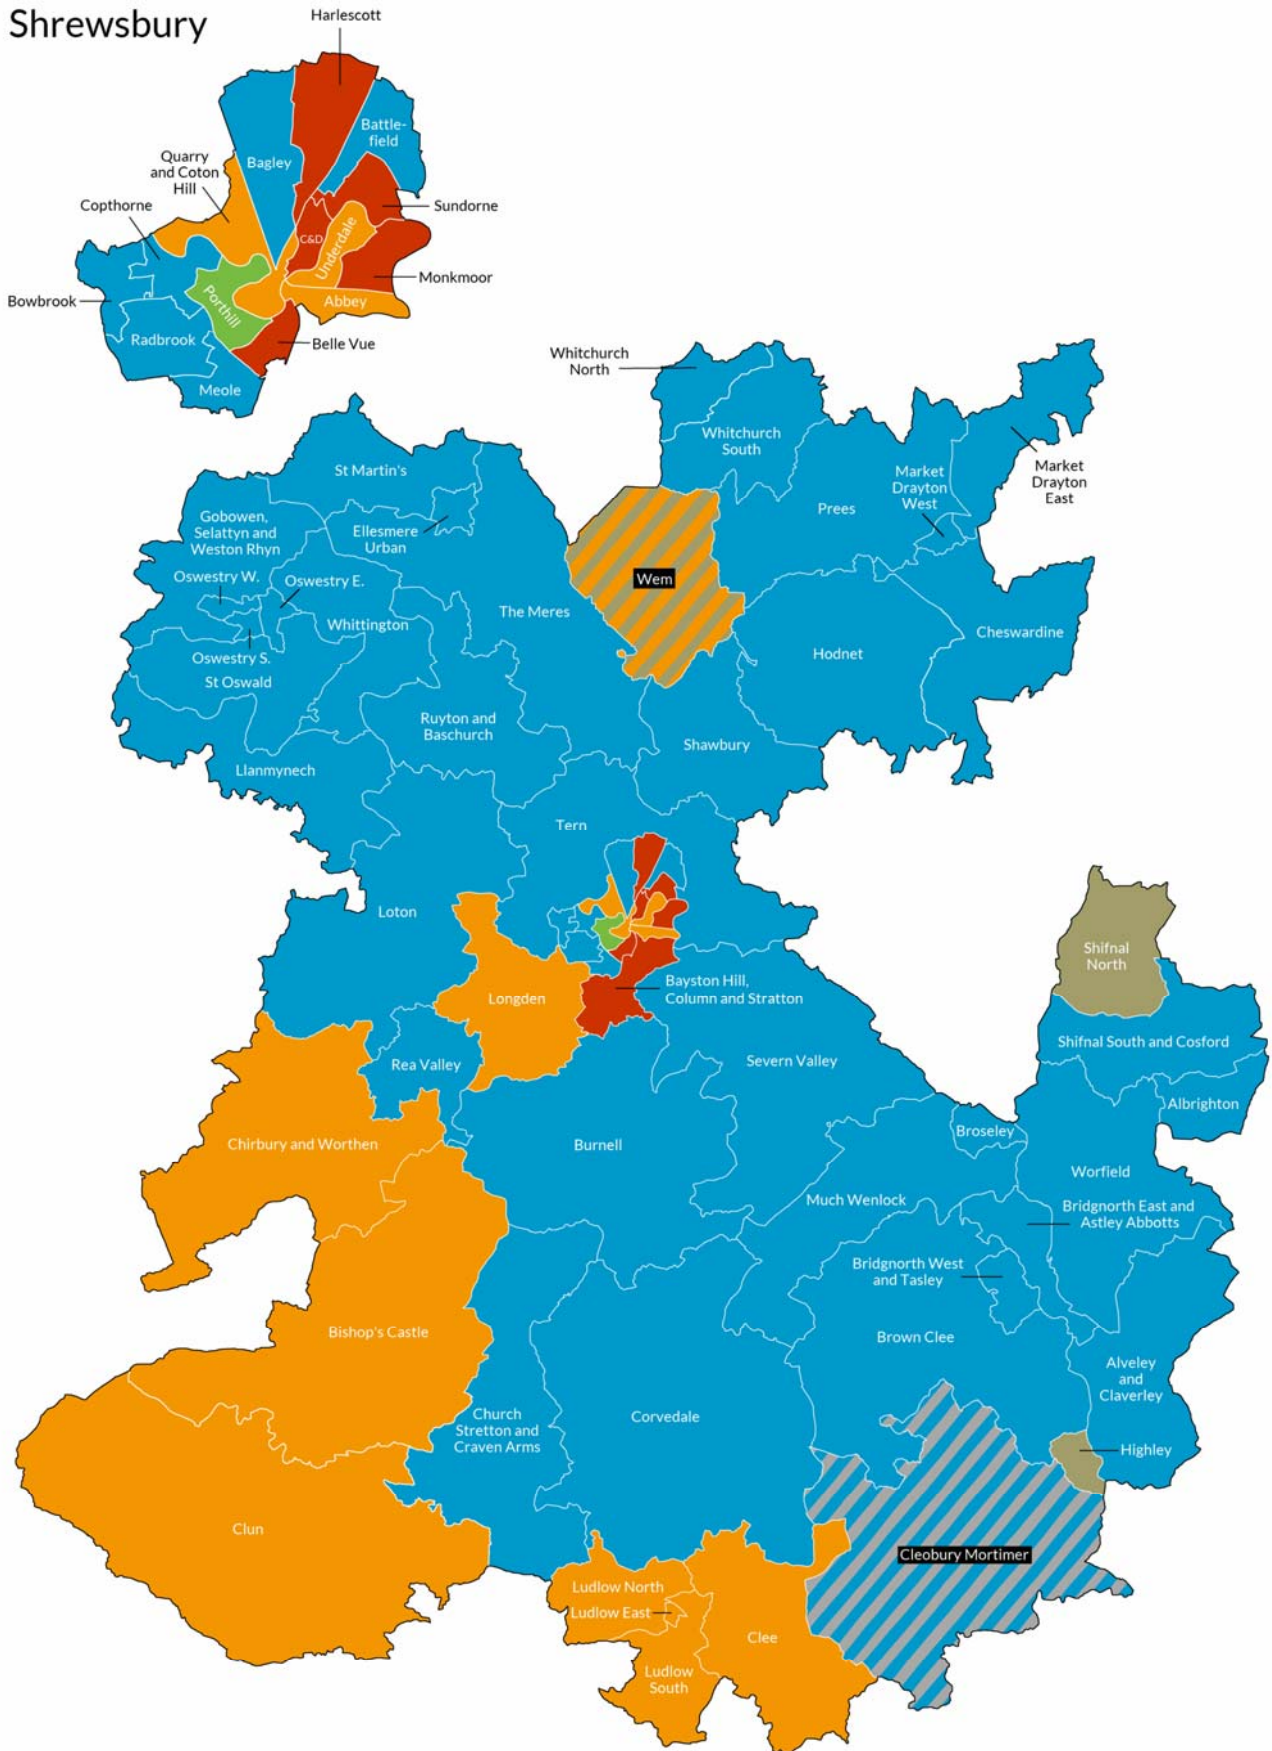 Shrewsbury
Harlescott
Battle-
field
Bagley
Quarry
and Coton
Hill
Copthorne
Sundorne
C&D
Underdale
Monkmoor
Bowbrook
Porthill
Abbey
Radbrook
Belle Vue
Meole
Whitchurch
North
Whitchurch
South
St Martin's
Market
Drayton
West
Market
Drayton
East
Prees
Gobowen,
Selattyn and
Weston Rhyn
Ellesmere
Urban
Oswestry W.
Oswestry E.
Wem
The Meres
Whittington
Cheswardine
Hodnet
Oswestry S.
St Oswald
Ruyton and
Baschurch
Shawbury
Llanmynech
Tern
Loton
Shifnal
North
Longden
Bayston Hill,
Column and Stratton
Shifnal South and Cosford
Rea Valley
Severn Valley
Albrighton
Chirbury and Worthen
Burnell
Broseley
Worfield
Much Wenlock
Bridgnorth East and
Astley Abbotts
Bridgnorth West
and Tasley
Bishop's Castle
Brown Clee
Alveley
and
Claverley
Church
Stretton and
Craven Arms
Corvedale
Highley
Clun
Cleobury Mortimer
Ludlow North
Ludlow East
Clee
Ludlow
South